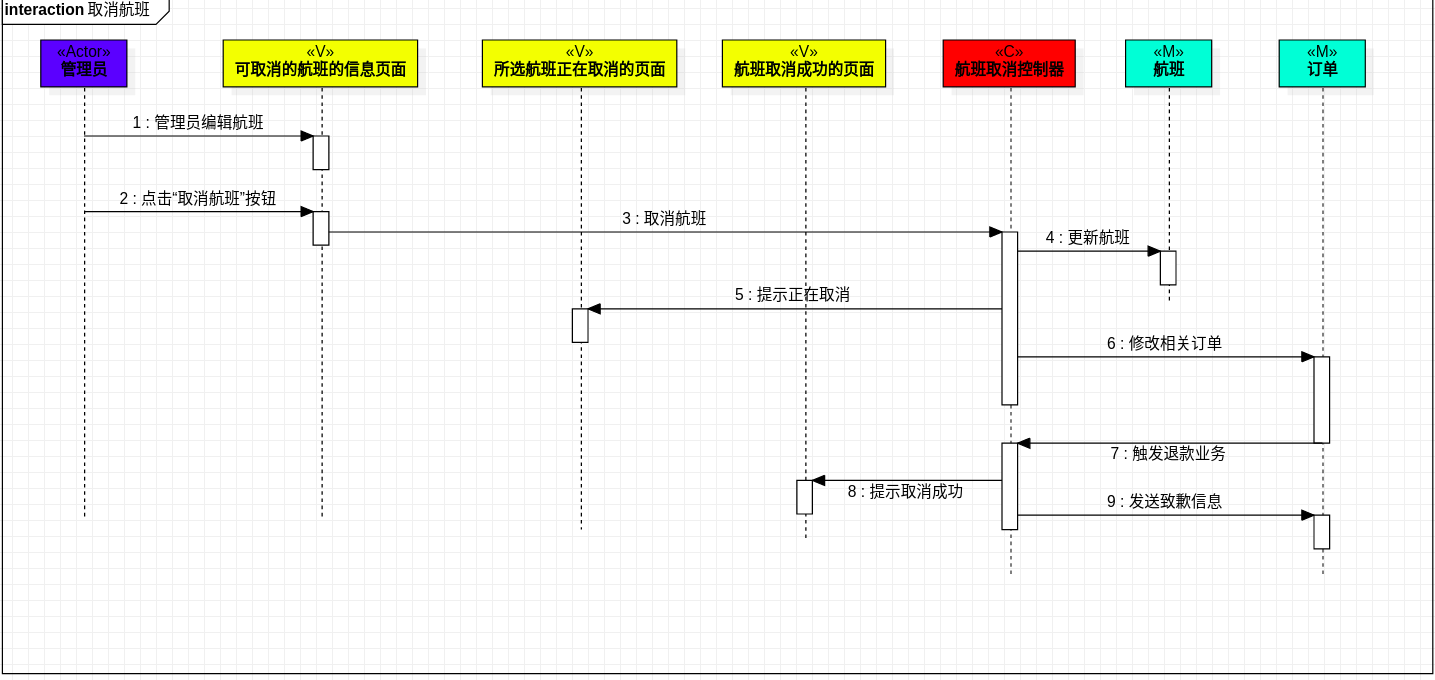 interaction 取消航班
«Actor»
管理员
«V»
可取消的航班的信息页面
«V»
所选航班正在取消的页面
«V»
航班取消成功的页面
«C»
航班取消控制器
«M»
航班
«M»
订单
1 : 管理员编辑航班
2 : 点击“取消航班”按钮
3 : 取消航班
4 : 更新航班
5 : 提示正在取消
6 : 修改相关订单
7 : 触发退款业务
8 : 提示取消成功
9 : 发送致歉信息